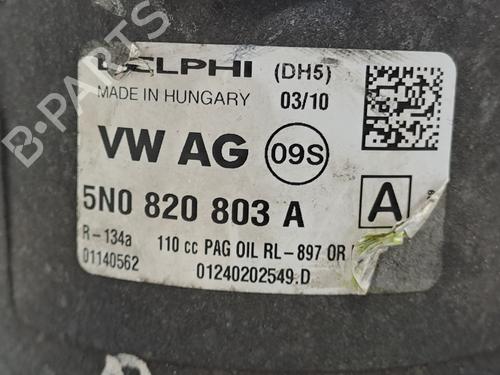 DELPHI (DH5)
MADE IN HUNGARY 03/10
VW AG 09S
5N0 820 803 A A
R-134a 110 cc PAG OIL RL-897 OR
01140562 01240202549.D
B-PARTS